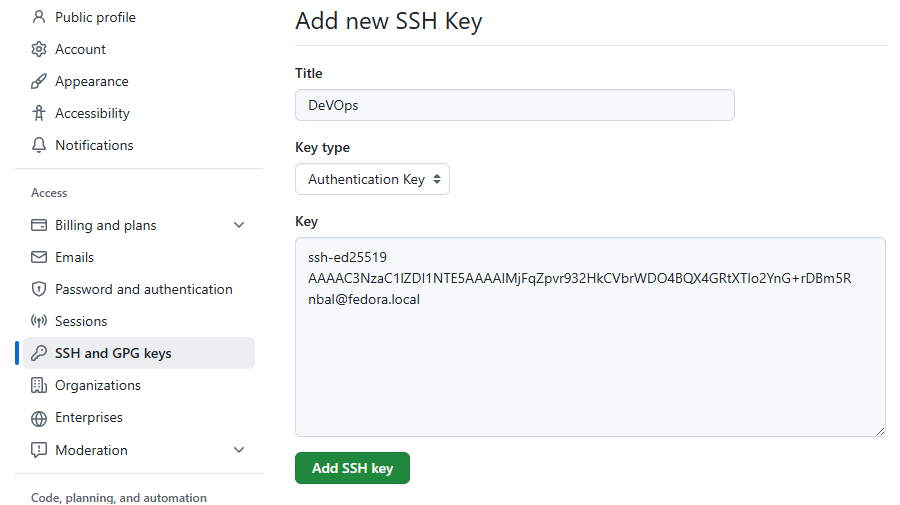 Public profile
Account
Appearance
Accessibility
Notifications
Access
Billing and plans
Emails
Password and authentication
Sessions
SSH and GPG keys
Organizations
Enterprises
Moderation
Code, planning, and automation
Add new SSH Key
Title
DeVOps
Key type
Authentication Key
Key
ssh-ed25519
AAAAC3NzaC1lZDI1NTE5AAAAIMjFqZpvr932HkCVbrWDO4BQX4GRtXTlo2YnG+rDBm5R
nbal@fedora.local
Add SSH key